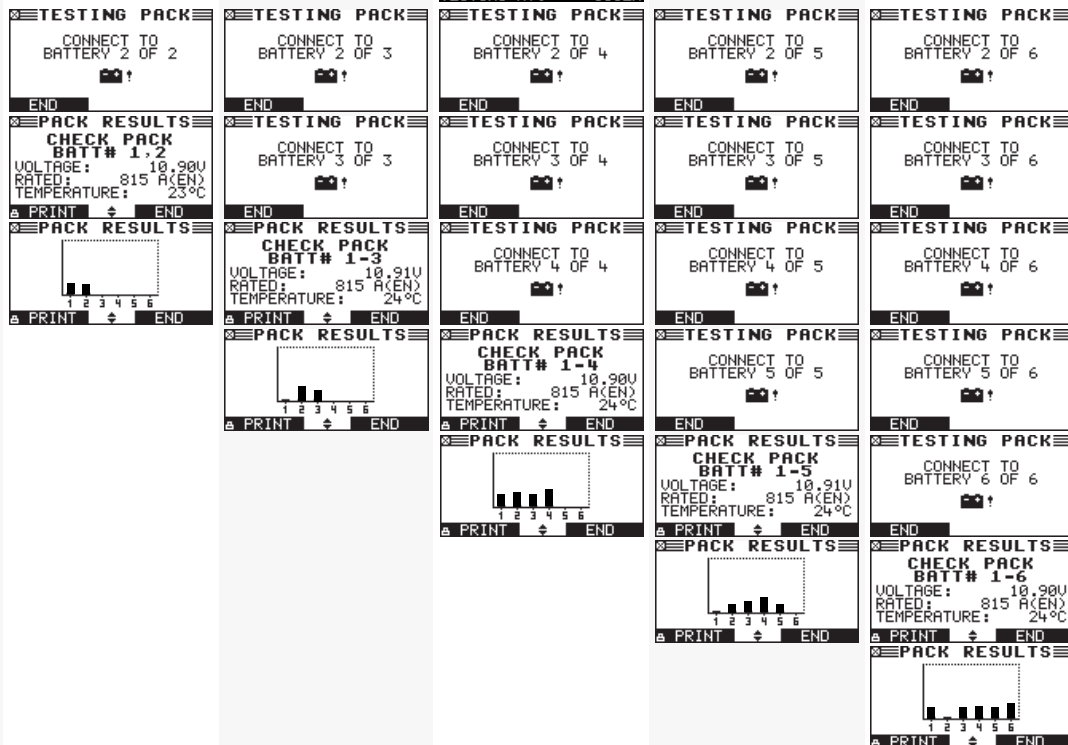 TESTING PACK
CONNECT TO
BATTERY 2 OF 2
END
PACK RESULTS
CHECK PACK
BATT# 1,2
VOLTAGE: 10.90V
RATED: 815 A(EN)
TEMPERATURE: 23°C
PRINT END
PACK RESULTS
1 2 3 4 5 6
PRINT END
TESTING PACK
CONNECT TO
BATTERY 2 OF 3
END
TESTING PACK
CONNECT TO
BATTERY 3 OF 3
END
PACK RESULTS
CHECK PACK
BATT# 1-3
VOLTAGE: 10.91V
RATED: 815 A(EN)
TEMPERATURE: 24°C
PRINT END
PACK RESULTS
1 2 3 4 5 6
PRINT END
TESTING PACK
CONNECT TO
BATTERY 2 OF 4
END
TESTING PACK
CONNECT TO
BATTERY 3 OF 4
END
TESTING PACK
CONNECT TO
BATTERY 4 OF 4
END
PACK RESULTS
CHECK PACK
BATT# 1-4
VOLTAGE: 10.90V
RATED: 815 A(EN)
TEMPERATURE: 24°C
PRINT END
PACK RESULTS
1 2 3 4 5 6
PRINT END
TESTING PACK
CONNECT TO
BATTERY 2 OF 5
END
TESTING PACK
CONNECT TO
BATTERY 3 OF 5
END
TESTING PACK
CONNECT TO
BATTERY 4 OF 5
END
TESTING PACK
CONNECT TO
BATTERY 5 OF 5
END
PACK RESULTS
CHECK PACK
BATT# 1-5
VOLTAGE: 10.91V
RATED: 815 A(EN)
TEMPERATURE: 24°C
PRINT END
PACK RESULTS
1 2 3 4 5 6
PRINT END
TESTING PACK
CONNECT TO
BATTERY 2 OF 6
END
TESTING PACK
CONNECT TO
BATTERY 3 OF 6
END
TESTING PACK
CONNECT TO
BATTERY 4 OF 6
END
TESTING PACK
CONNECT TO
BATTERY 5 OF 6
END
TESTING PACK
CONNECT TO
BATTERY 6 OF 6
END
PACK RESULTS
CHECK PACK
BATT# 1-6
VOLTAGE: 10.90V
RATED: 815 A(EN)
TEMPERATURE: 24°C
PRINT END
PACK RESULTS
1 2 3 4 5 6
PRINT END